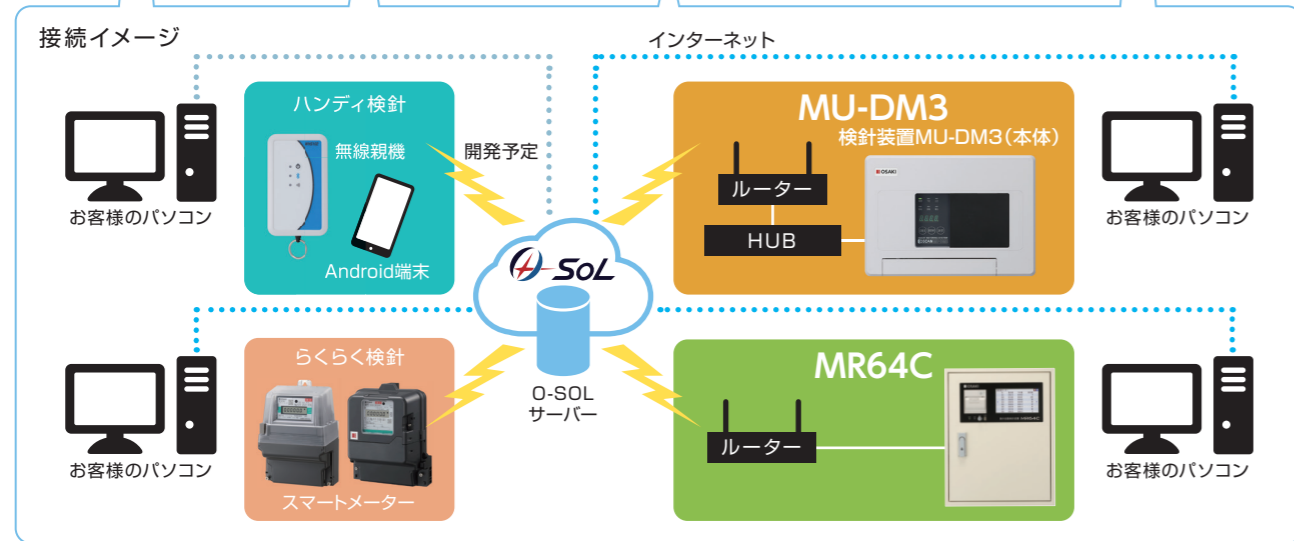 接続イメージ
インターネット
ハンディ検針
無線親機
Android端末
開発予定
お客様のパソコン
MU-DM3
検針装置MU-DM3(本体)
ルーター
HUB
OSAKI
お客様のパソコン
O-SOL
O-SOL
サーバー
らくらく検針
スマートメーター
お客様のパソコン
MR64C
ルーター
お客様のパソコン